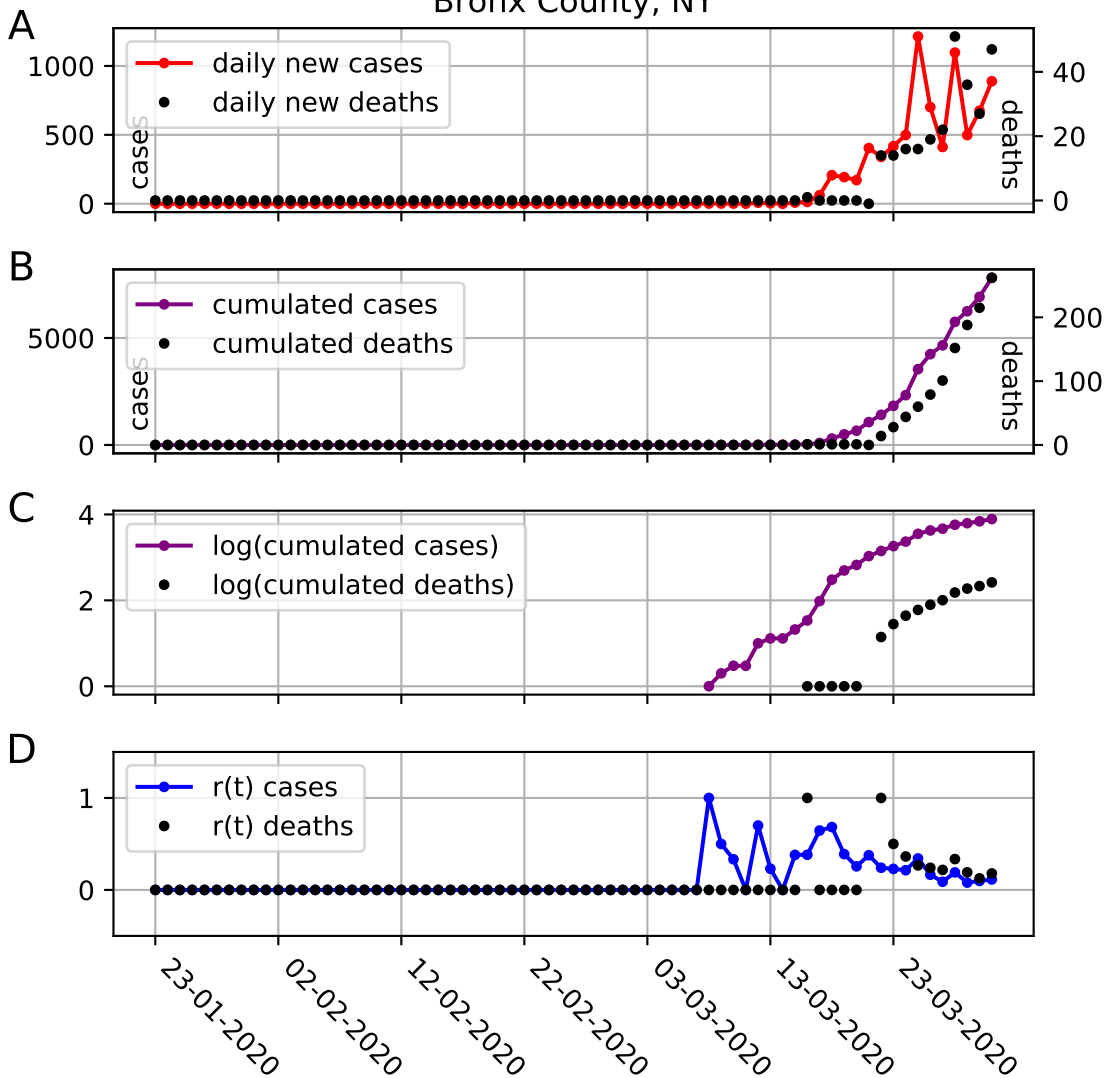 Bronx County, NY
A
daily new cases
daily new deaths
1000
500
0
cases
40
20
0
deaths
B
cumulated cases
cumulated deaths
5000
0
cases
200
100
0
deaths
C
log(cumulated cases)
log(cumulated deaths)
4
2
0
D
r(t) cases
r(t) deaths
1
0
23-01-2020
02-02-2020
12-02-2020
22-02-2020
03-03-2020
13-03-2020
23-03-2020